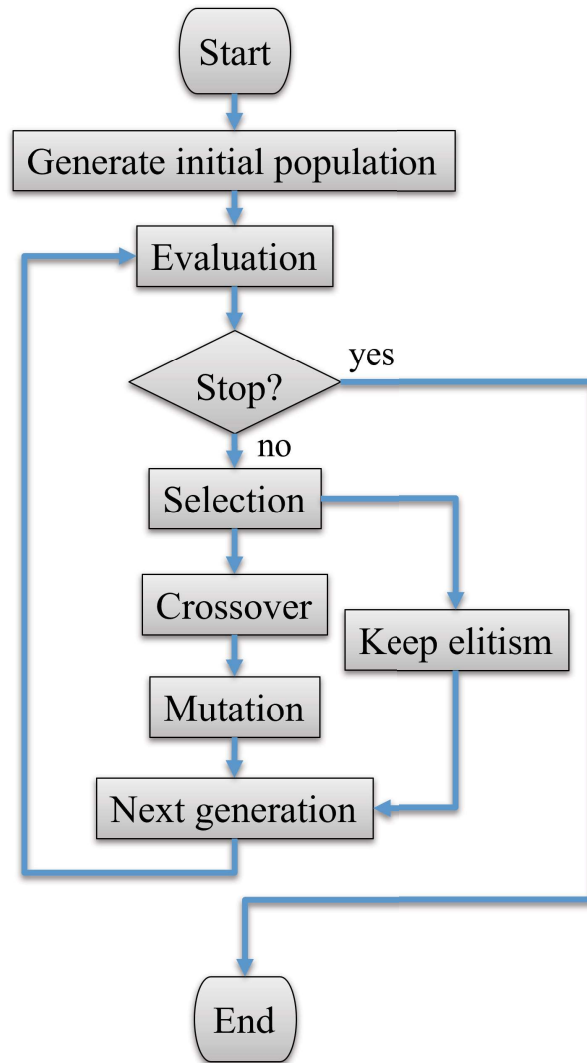 Start
Generate initial population
Evaluation
yes
Stop?
no
Selection
Crossover
Keep elitism
Mutation
Next generation
End